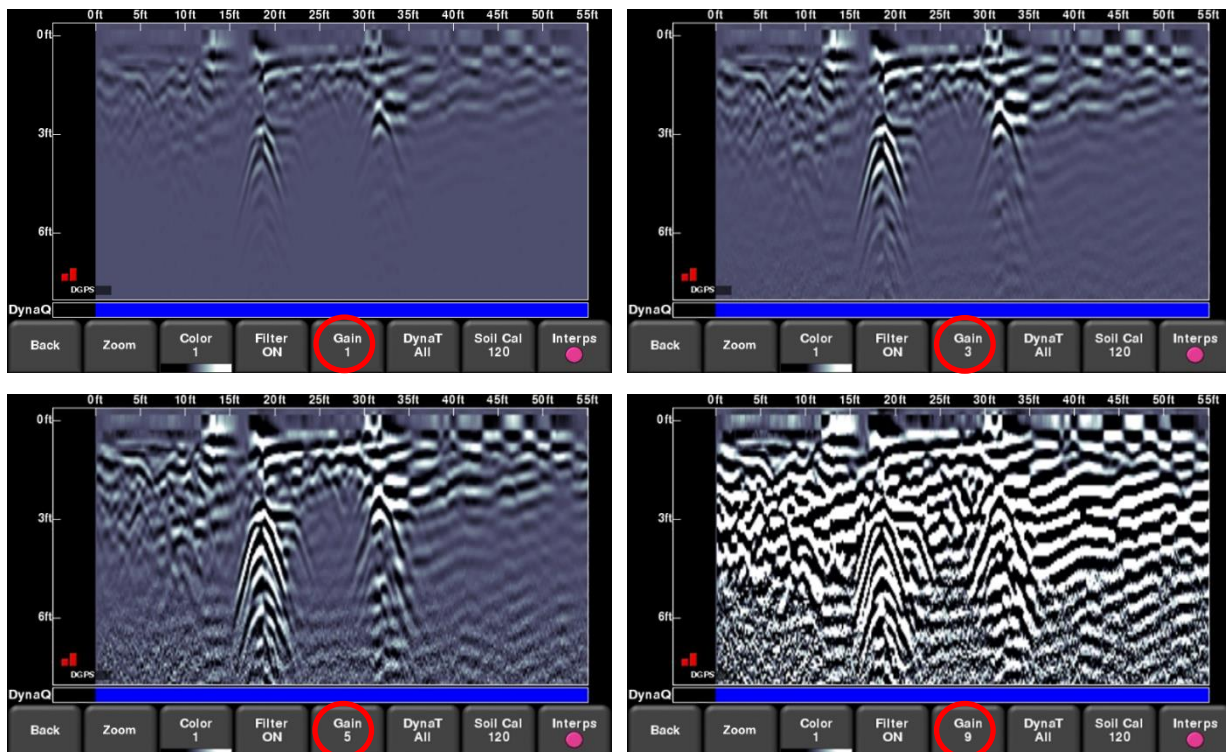 0ft 5ft 10ft 15ft 20ft 25ft 30ft 35ft 40ft 45ft 50ft 55ft
0ft
3ft
6ft
DGPS
DynaQ
Back Zoom Color 1 Filter ON Gain 1 DynaT All Soil Cal 120 Interps
0ft 5ft 10ft 15ft 20ft 25ft 30ft 35ft 40ft 45ft 50ft 55ft
0ft
3ft
6ft
DGPS
DynaQ
Back Zoom Color 1 Filter ON Gain 3 DynaT All Soil Cal 120 Interps
0ft 5ft 10ft 15ft 20ft 25ft 30ft 35ft 40ft 45ft 50ft 55ft
0ft
3ft
6ft
DGPS
DynaQ
Back Zoom Color 1 Filter ON Gain 5 DynaT All Soil Cal 120 Interps
0ft 5ft 10ft 15ft 20ft 25ft 30ft 35ft 40ft 45ft 50ft 55ft
0ft
3ft
6ft
DGPS
DynaQ
Back Zoom Color 1 Filter ON Gain 9 DynaT All Soil Cal 120 Interps